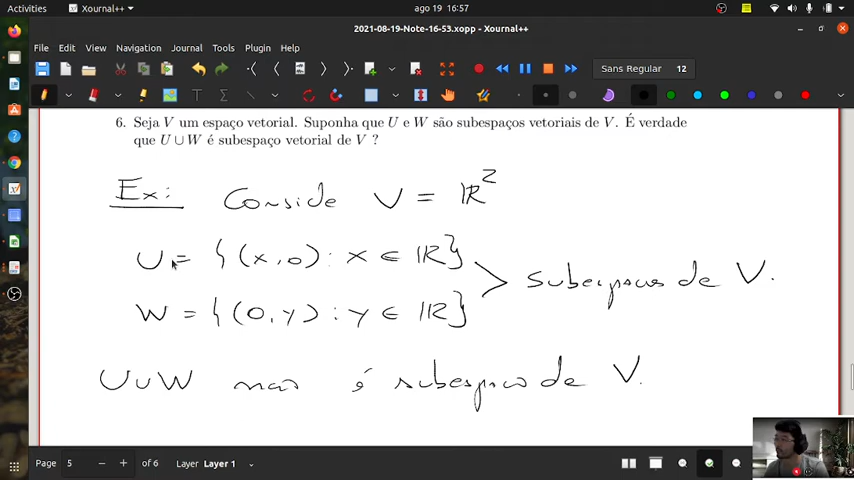 Activities Xournal++ ago 19 16:57
2021-08-19-Note-16-53.xopp - Xournal++
File Edit View Navigation Journal Tools Plugin Help
Sans Regular 12
6. Seja V um espaço vetorial. Suponha que U e W são subespaços vetoriais de V. É verdade
que U ∪ W é subespaço vetorial de V ?
Ex: Conside V = ℝ²
U = {(x,0) : x ∈ ℝ}
W = {(0,y) : y ∈ ℝ}
> subespaços de V.
U∪W não é subespaço de V.
Page 5 of 6 Layer Layer 1